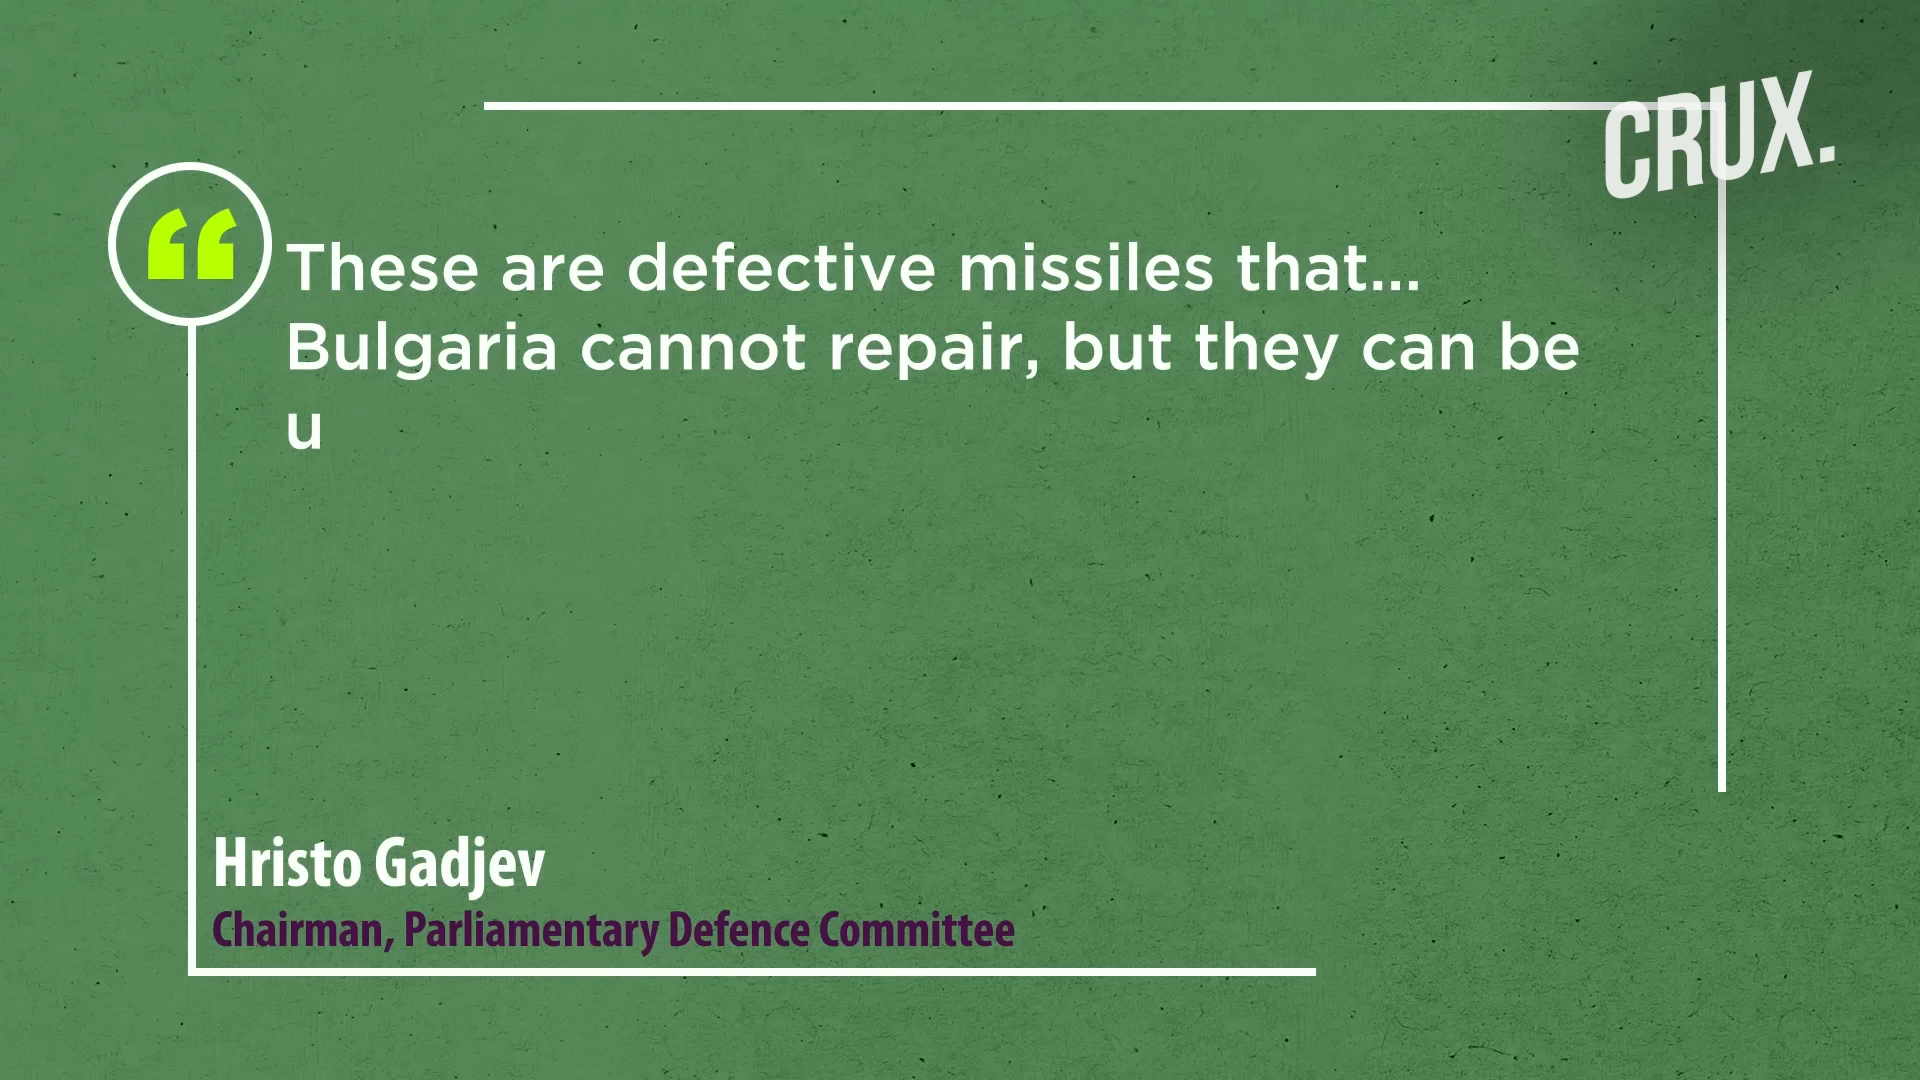 CRUX.
These are defective missiles that...
Bulgaria cannot repair, but they can be
u
Hristo Gadjev
Chairman, Parliamentary Defence Committee